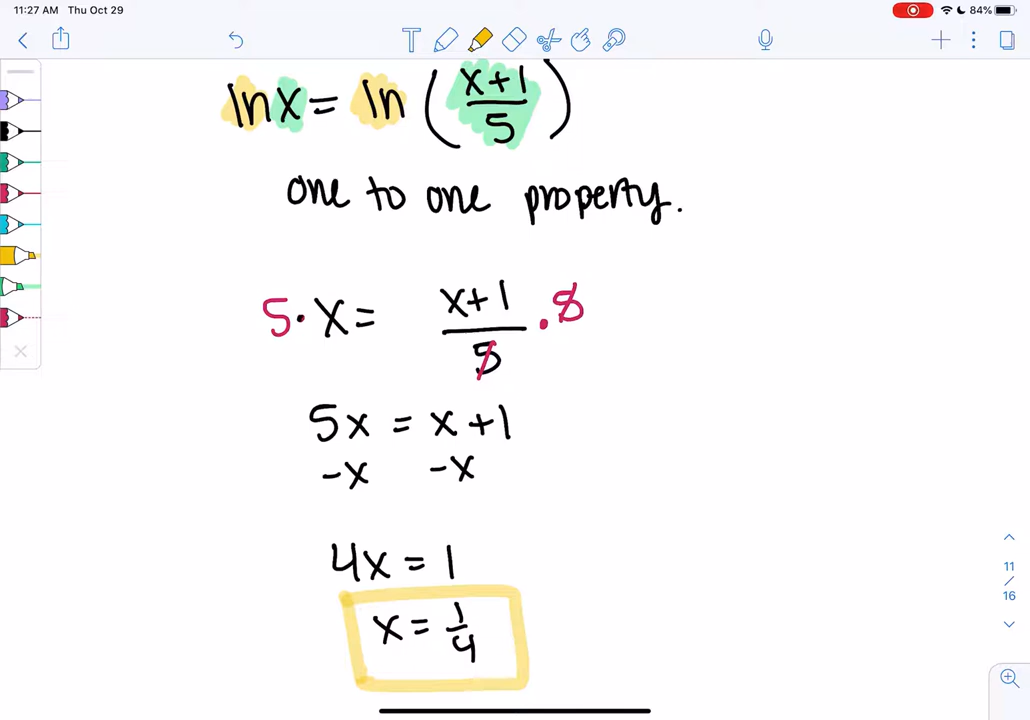 11:27 AM Thu Oct 29
84%
ln x = ln ( (x+1)/5 )
one to one property.
5 · x = (x+1)/5 · 5
5x = x + 1
-x -x
4x = 1
x = 1/4
11
/
16